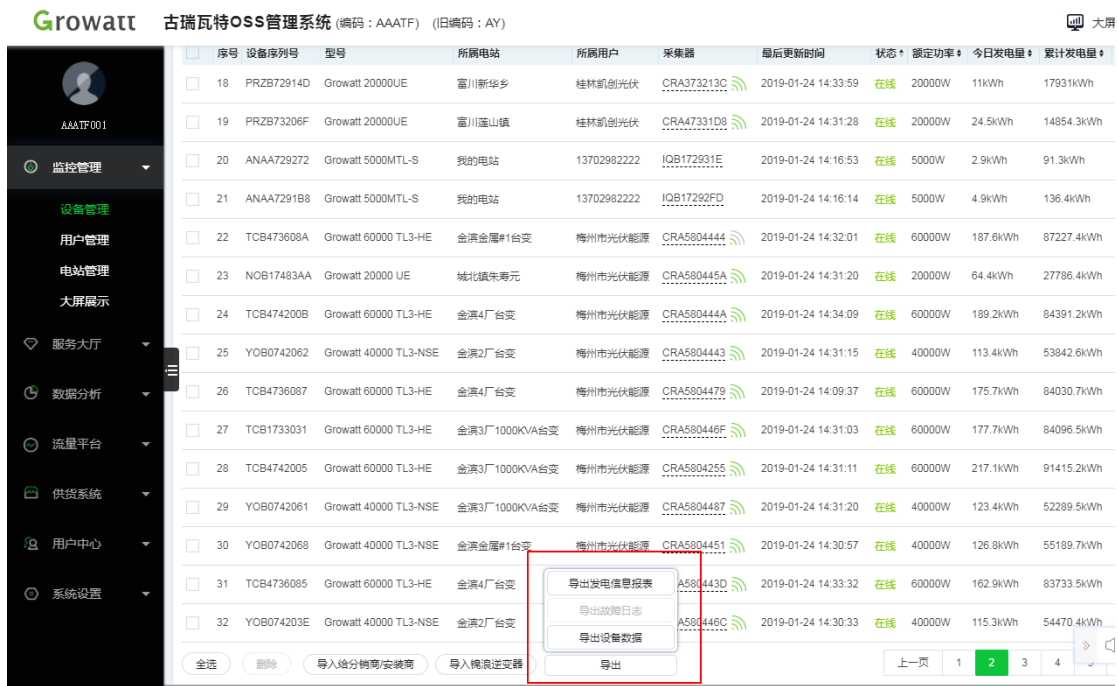 Growatt 古瑞瓦特OSS管理系统 (编码：AAATF) (旧编码：AY) 大屏
序号 设备序列号 型号 所属电站 所属用户 采集器 最后更新时间 状态 额定功率 今日发电量 累计发电量
18 PRZB72914D Growatt 20000UE 富川新华乡 桂林凯创光伏 CRA373213C 2019-01-24 14:33:59 在线 20000W 11kWh 17931kWh
AAATF001
19 PRZB73206F Growatt 20000UE 富川莲山镇 桂林凯创光伏 CRA47331D8 2019-01-24 14:31:28 在线 20000W 24.5kWh 14854.3kWh
监控管理
20 ANAA729272 Growatt 5000MTL-S 我的电站 13702982222 IQB172931E 2019-01-24 14:16:53 在线 5000W 2.9kWh 91.3kWh
设备管理
21 ANAA7291B8 Growatt 5000MTL-S 我的电站 13702982222 IQB17292FD 2019-01-24 14:16:14 在线 5000W 4.9kWh 136.4kWh
用户管理
22 TCB473608A Growatt 60000 TL3-HE 金滨金属#1台变 梅州市光伏能源 CRA5804444 2019-01-24 14:32:01 在线 60000W 187.6kWh 87227.4kWh
电站管理
23 NOB17483AA Growatt 20000 UE 城北镇朱寿元 梅州市光伏能源 CRA580445A 2019-01-24 14:31:20 在线 20000W 64.4kWh 27786.4kWh
大屏展示
24 TCB474200B Growatt 60000 TL3-HE 金滨4厂台变 梅州市光伏能源 CRA580444A 2019-01-24 14:34:09 在线 60000W 189.2kWh 84391.2kWh
服务大厅
25 YOB0742062 Growatt 40000 TL3-NSE 金滨2厂台变 梅州市光伏能源 CRA5804443 2019-01-24 14:31:15 在线 40000W 113.4kWh 53842.6kWh
数据分析
26 TCB4736087 Growatt 60000 TL3-HE 金滨4厂台变 梅州市光伏能源 CRA5804479 2019-01-24 14:09:37 在线 60000W 175.7kWh 84030.7kWh
27 TCB1733031 Growatt 60000 TL3-HE 金滨3厂1000KVA台变 梅州市光伏能源 CRA580446F 2019-01-24 14:31:03 在线 60000W 177.7kWh 84096.5kWh
流量平台
28 TCB4742005 Growatt 60000 TL3-HE 金滨3厂1000KVA台变 梅州市光伏能源 CRA5804255 2019-01-24 14:31:11 在线 60000W 217.1kWh 91415.2kWh
供货系统
29 YOB0742061 Growatt 40000 TL3-NSE 金滨3厂1000KVA台变 梅州市光伏能源 CRA5804487 2019-01-24 14:31:20 在线 40000W 123.4kWh 52289.5kWh
用户中心
30 YOB0742068 Growatt 40000 TL3-NSE 金滨金属#1台变 梅州市光伏能源 CRA5804451 2019-01-24 14:30:57 在线 40000W 126.8kWh 55189.7kWh
31 TCB4736085 Growatt 60000 TL3-HE 金滨4厂台变 导出发电信息报表 A580443D 2019-01-24 14:33:32 在线 60000W 162.9kWh 83733.5kWh
系统设置
导出故障日志
32 YOB074203E Growatt 40000 TL3-NSE 金滨2厂台变 A580446C 2019-01-24 14:30:33 在线 40000W 115.3kWh 54470.4kWh
导出设备数据
全选 删除 导入给分销商/安装商 导入锦浪逆变器 导出 上一页 1 2 3 4